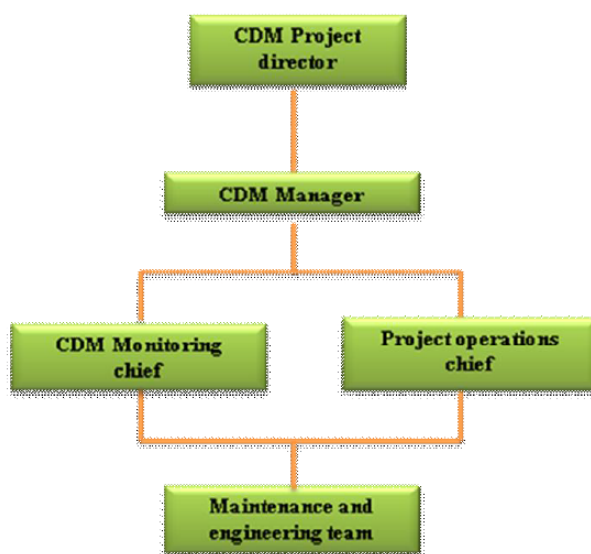 CDM Project
director
CDM Manager
CDM Monitoring
chief
Project operations
chief
Maintenance and
engineering team